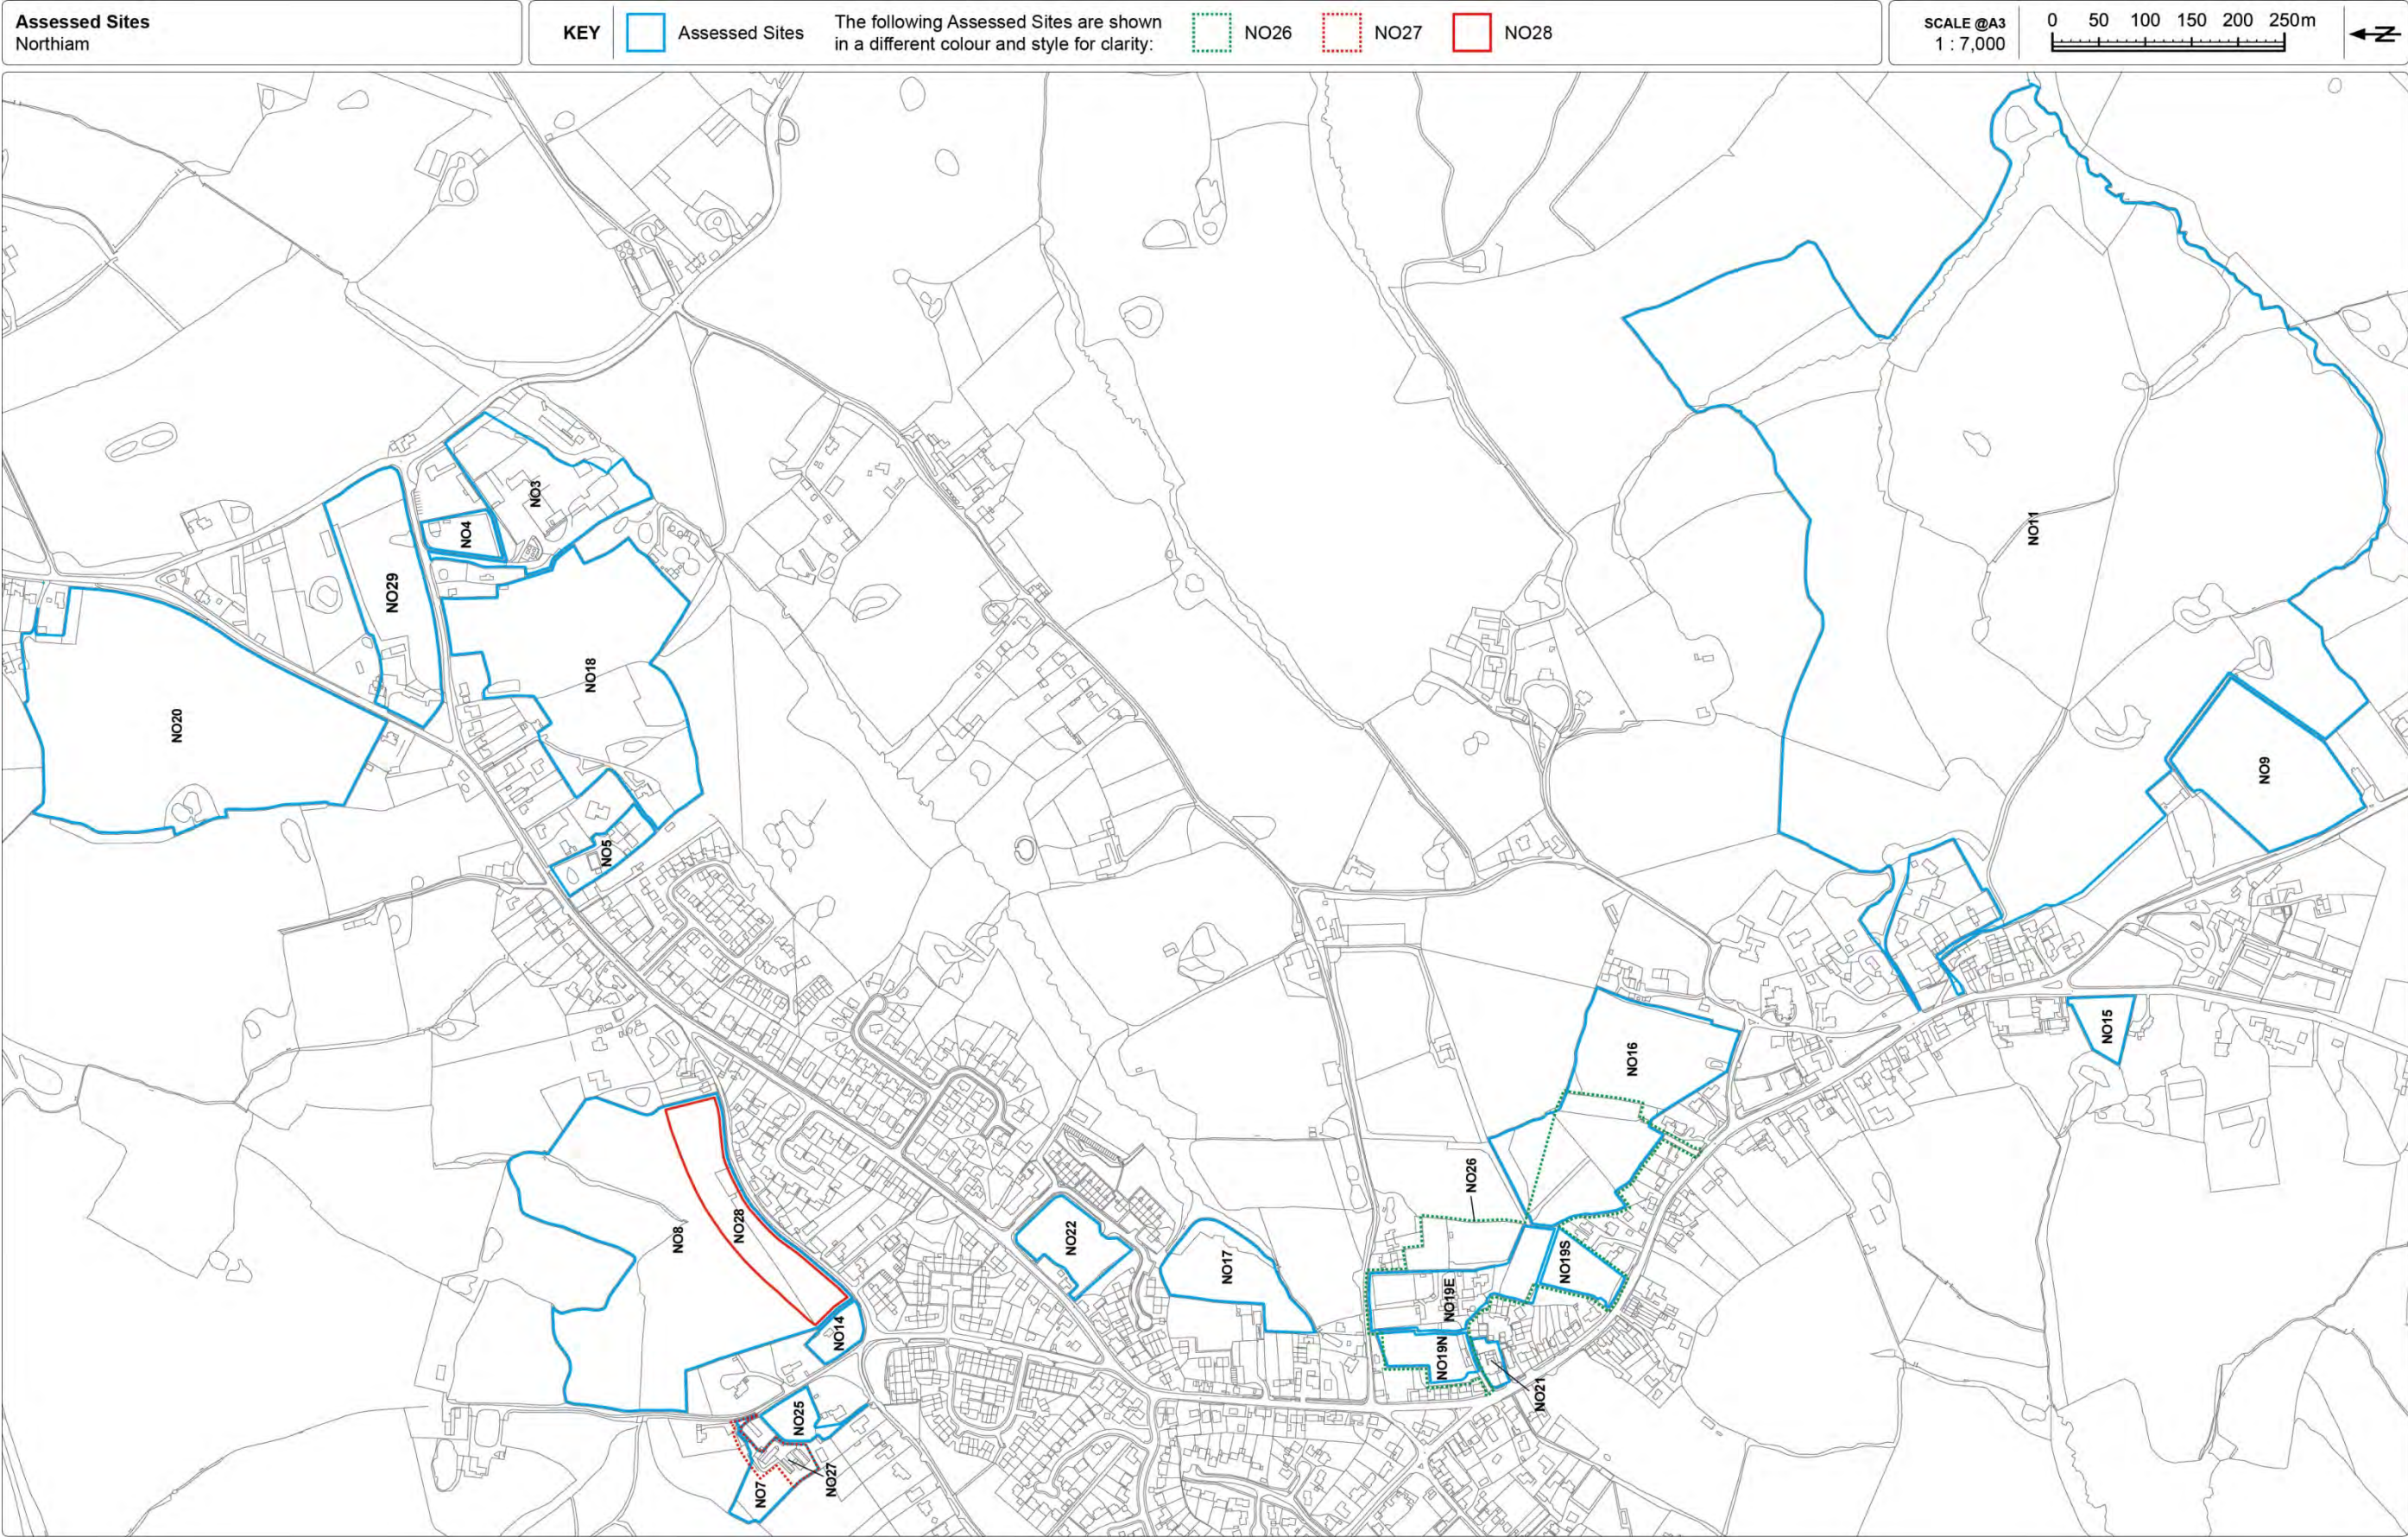 Assessed Sites
Northiam
KEY
Assessed Sites
The following Assessed Sites are shown
in a different colour and style for clarity:
NO26
NO27
NO28
SCALE @A3
1 : 7,000
0 50 100 150 200 250m
N
NO3
NO4
NO29
NO18
NO20
NO11
NO9
NO5
NO15
NO16
NO26
NO8
NO28
NO22
NO17
NO19S
NO19E
NO14
NO19N
NO21
NO25
NO27
NO7